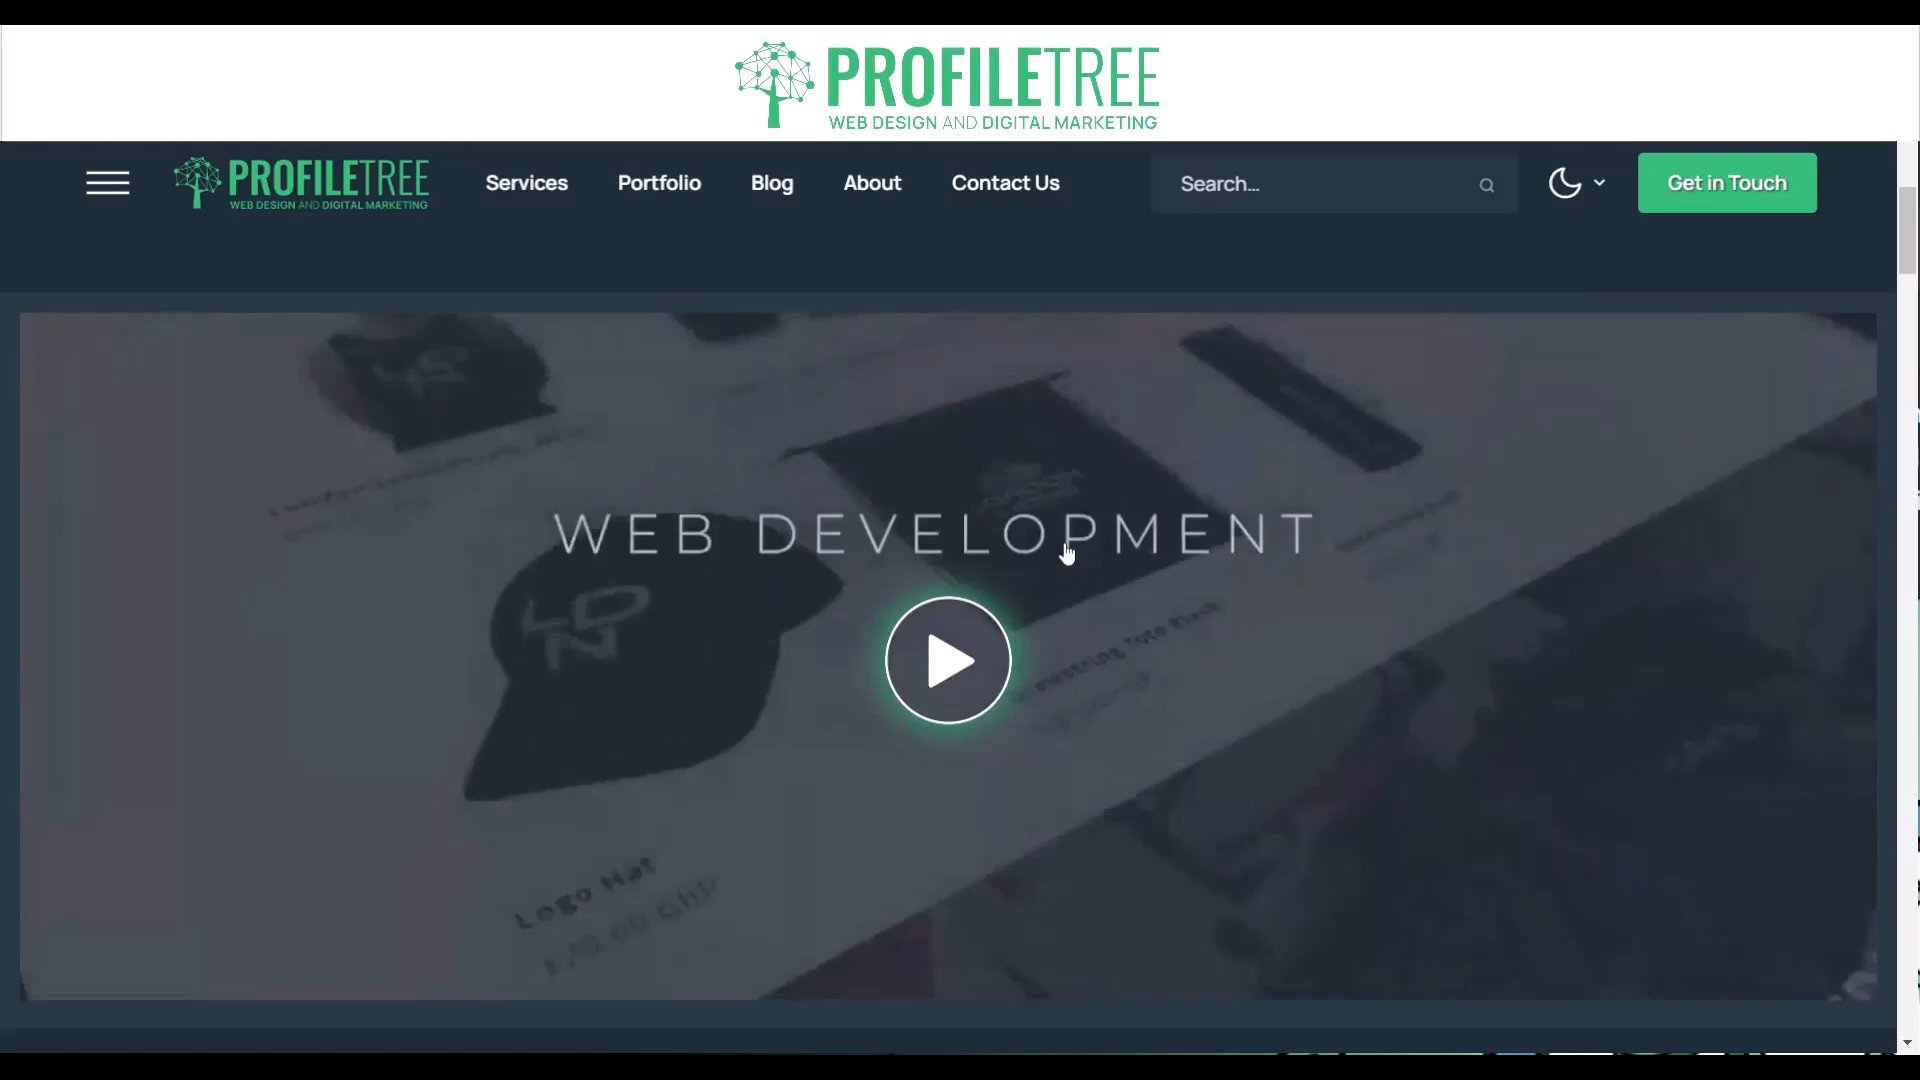 PROFILETREE
WEB DESIGN AND DIGITAL MARKETING
PROFILETREE
WEB DESIGN AND DIGITAL MARKETING
Services
Portfolio
Blog
About
Contact Us
Search...
Get in Touch
WEB DEVELOPMENT
LDN
Logo Hat